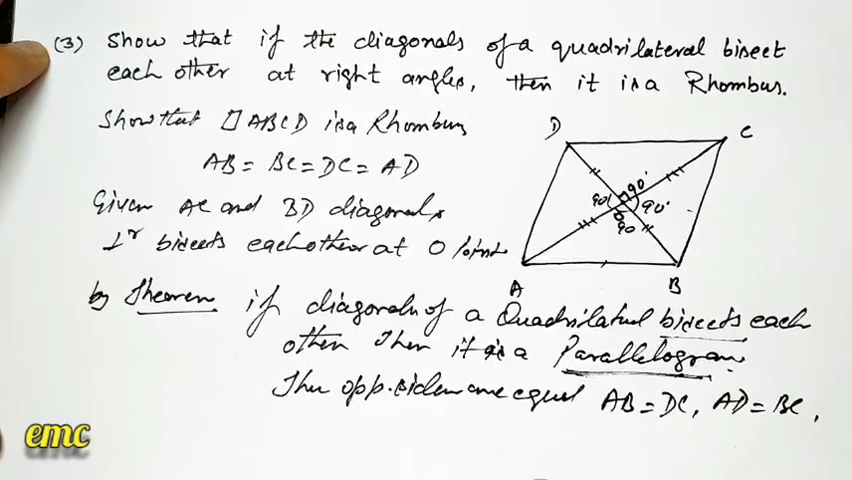 (3) Show that if the diagonals of a quadrilateral bisect
each other at right angles, then it is a Rhombus.
Show that □ ABCD is a Rhombus
AB = BC = DC = AD
Given AC and BD diagonals
⊥r bisects each other at O point
D
C
90°
90
90°
90
A
B
by Theorem if diagonals of a Quadrilateral bisects each
other then it is a Parallelogram.
Then opp. sides are equal AB = DC, AD = BC,
emc